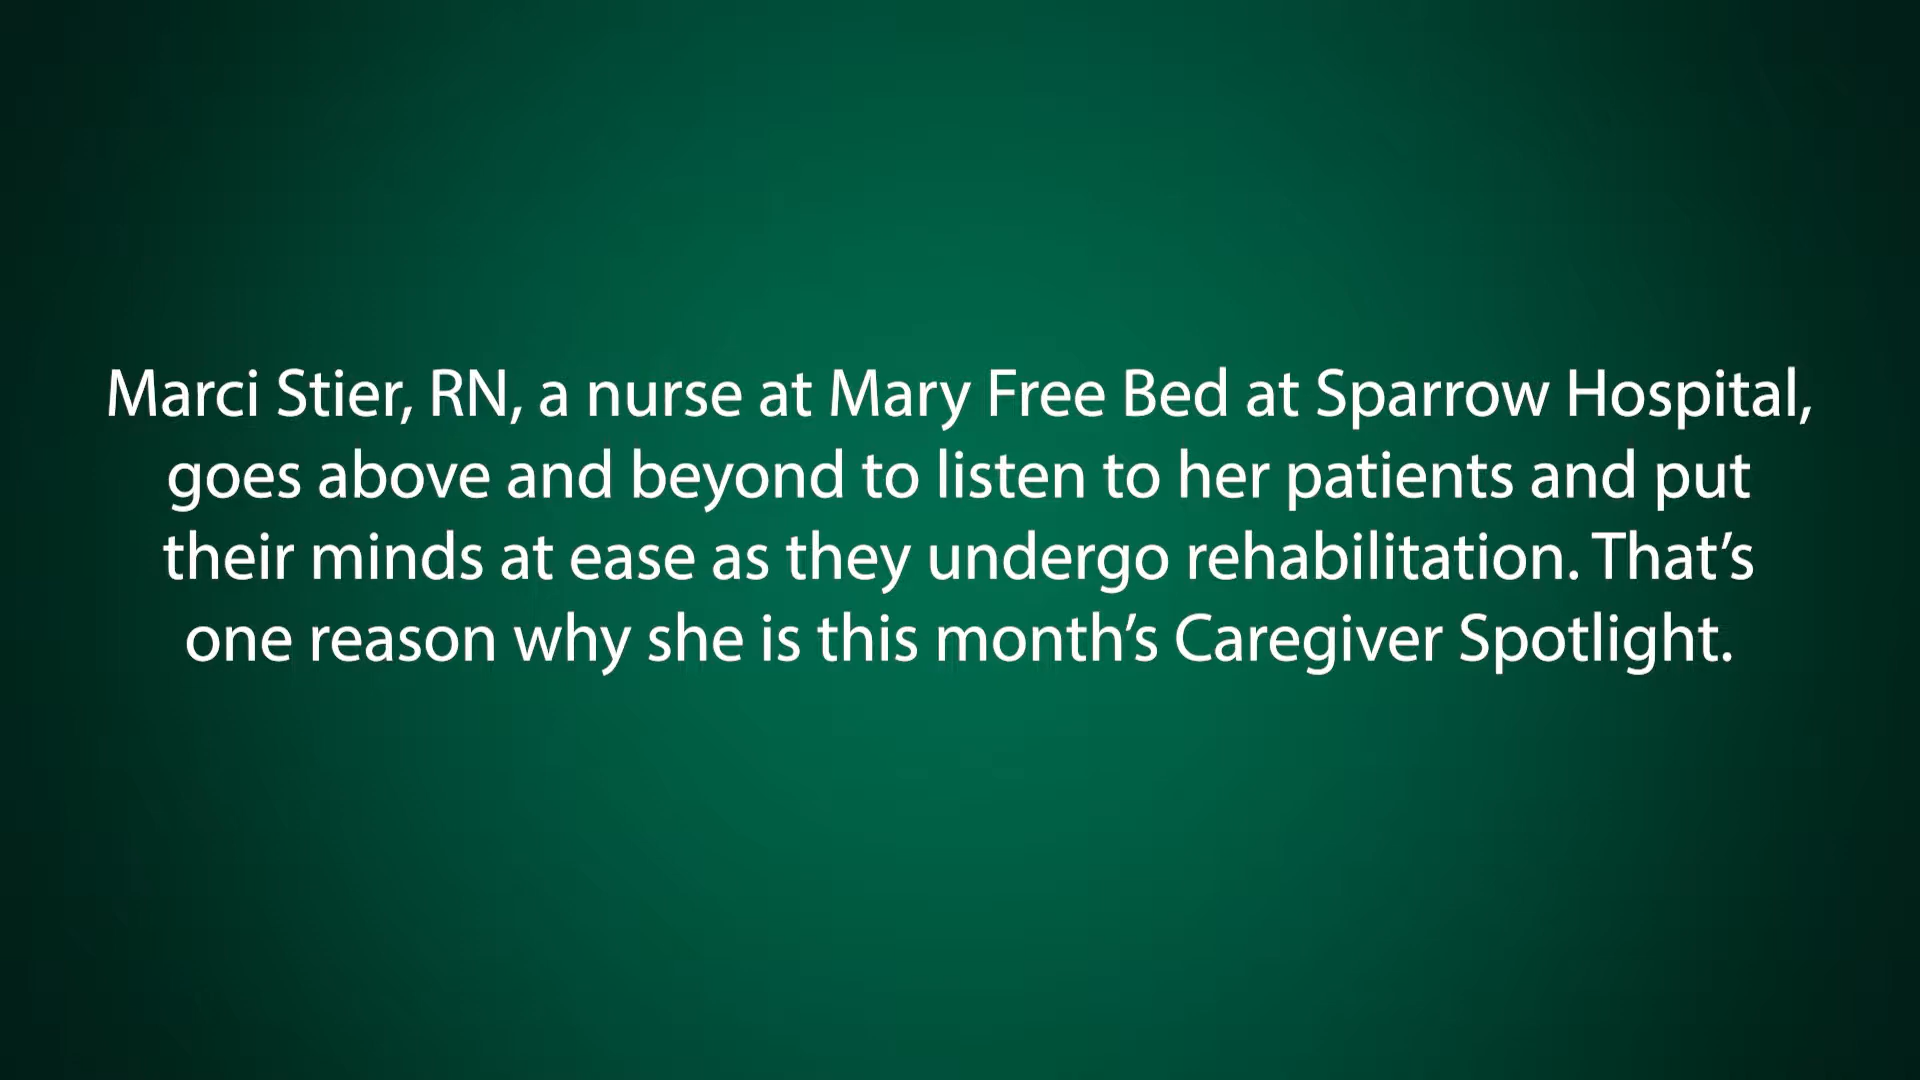 Marci Stier, RN, a nurse at Mary Free Bed at Sparrow Hospital,
goes above and beyond to listen to her patients and put
their minds at ease as they undergo rehabilitation. That’s
one reason why she is this month’s Caregiver Spotlight.